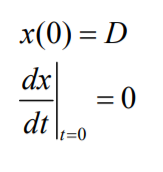 x(0) = D
dx/dt |t=0 = 0